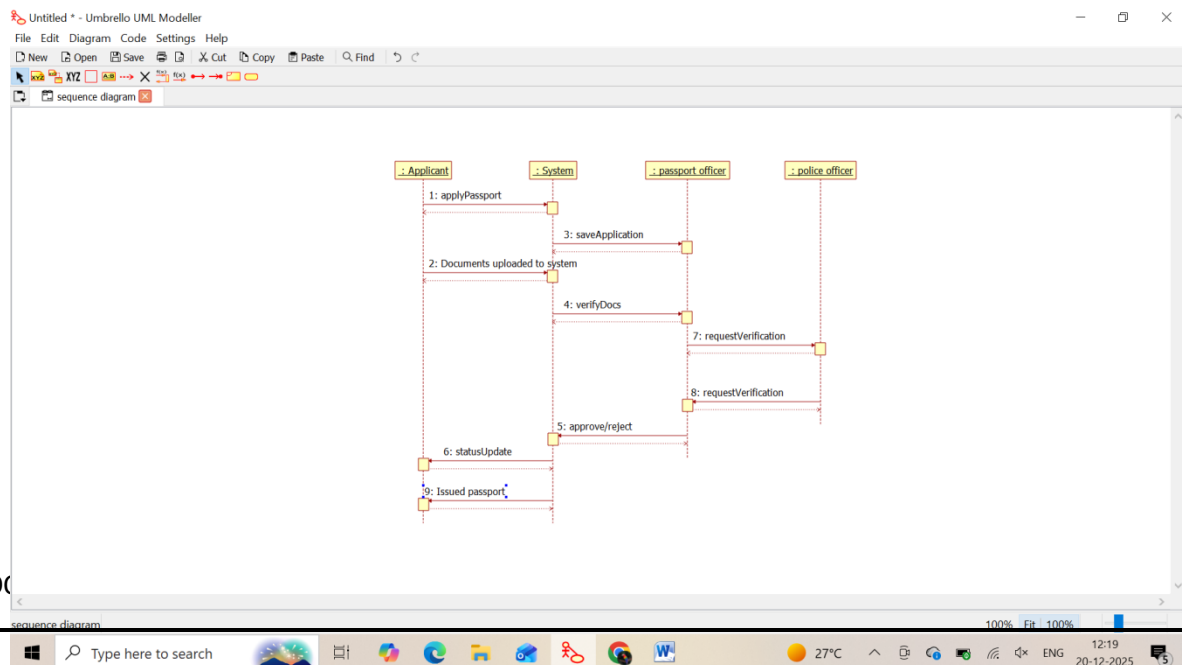 Untitled * - Umbrello UML Modeller
File Edit Diagram Code Settings Help
New Open Save Cut Copy Paste Find
XYZ XYZ A:B f(x) f(x)
sequence diagram
: Applicant : System : passport officer : police officer
1: applyPassport
3: saveApplication
2: Documents uploaded to system
4: verifyDocs
7: requestVerification
8: requestVerification
5: approve/reject
6: statusUpdate
9: Issued passport
sequence diagram 100% Fit 100%
Type here to search 27°C ENG 12:19
20-12-2025 5